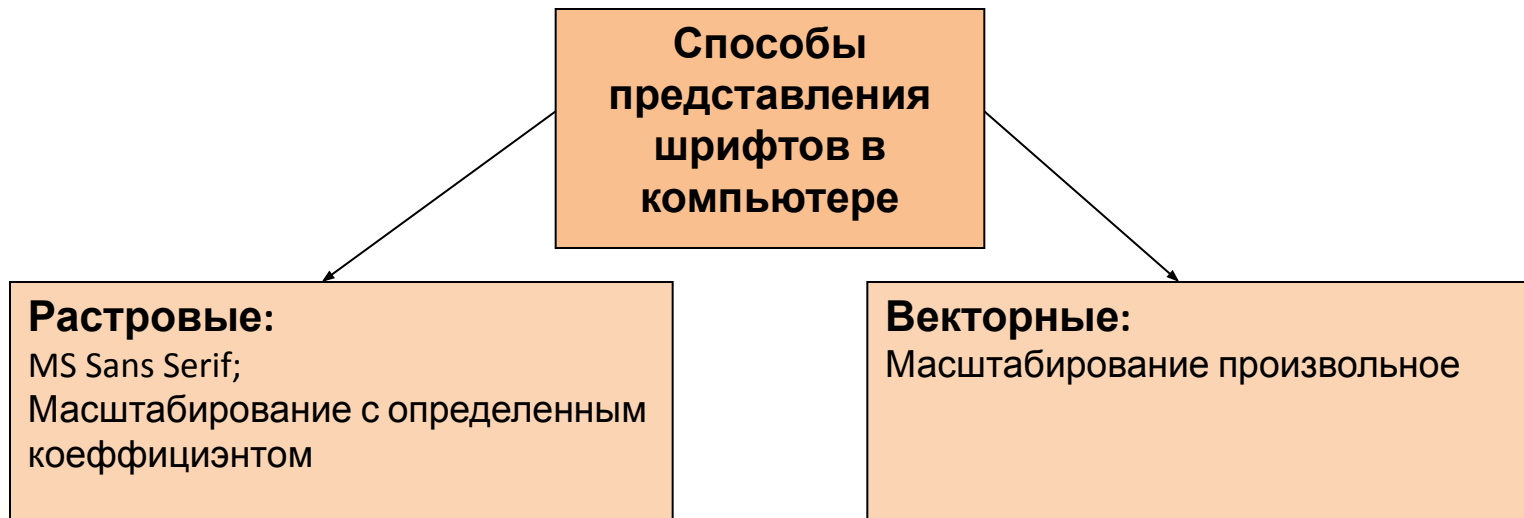 Способы
представления
шрифтов в
компьютере
Растровые:
MS Sans Serif;
Масштабирование с определенным
коеффициэнтом
Векторные:
Масштабирование произвольное